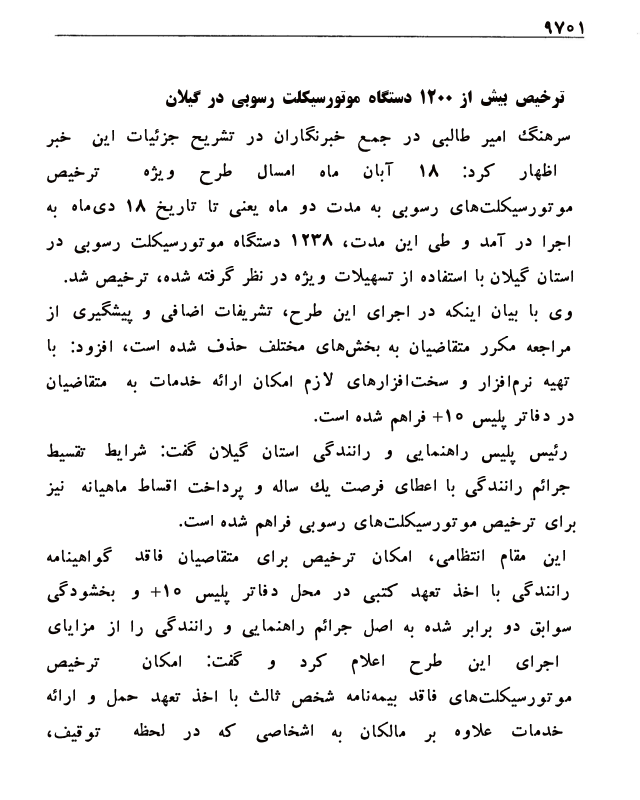 ۹۷۵۱
ترخیص بیش از ۱۲۰۰ دستگاه موتورسیکلت رسوبی در گیلان
سرهنگ امیر طالبی در جمع خبرنگاران در تشریح جزئیات این خبر
اظهار کرد: ۱۸ آبان ماه امسال طرح ویژه ترخیص
موتورسیکلت‌های رسوبی به مدت دو ماه یعنی تا تاریخ ۱۸ دی‌ماه به
اجرا در آمد و طی این مدت، ۱۲۳۸ دستگاه موتورسیکلت رسوبی در
استان گیلان با استفاده از تسهیلات ویژه در نظر گرفته شده، ترخیص شد.
وی با بیان اینکه در اجرای این طرح، تشریفات اضافی و پیشگیری از
مراجعه مکرر متقاضیان به بخش‌های مختلف حذف شده است، افزود: با
تهیه نرم‌افزار و سخت‌افزارهای لازم امکان ارائه خدمات به متقاضیان
در دفاتر پلیس ۱۰+ فراهم شده است.
رئیس پلیس راهنمایی و رانندگی استان گیلان گفت: شرایط تقسیط
جرائم رانندگی با اعطای فرصت یك ساله و پرداخت اقساط ماهیانه نیز
برای ترخیص موتورسیکلت‌های رسوبی فراهم شده است.
این مقام انتظامی، امکان ترخیص برای متقاصیان فاقد گواهینامه
رانندگی با اخذ تعهد کتبی در محل دفاتر پلیس ۱۰+ و بخشودگی
سوابق دو برابر شده به اصل جرائم راهنمایی و رانندگی را از مزایای
اجرای این طرح اعلام کرد و گفت: امکان ترخیص
موتورسیکلت‌های فاقد بیمه‌نامه شخص ثالث با اخذ تعهد حمل و ارائه
خدمات علاوه بر مالکان به اشخاصی که در لحظه توقیف،